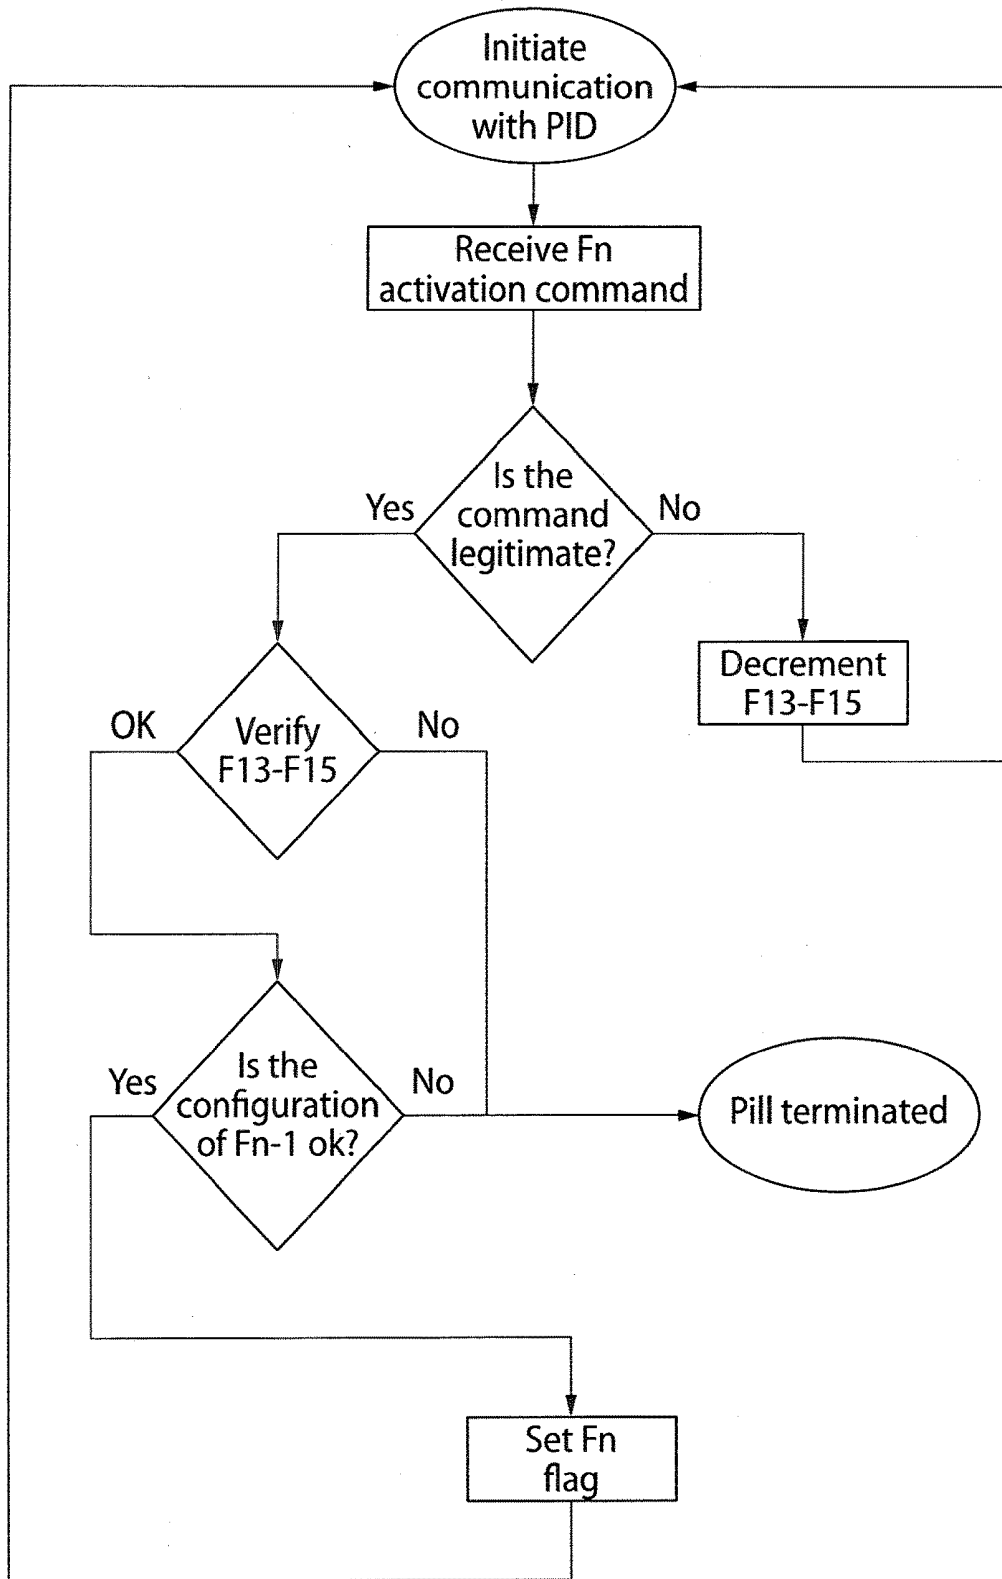 Initiate
communication
with PID
Receive Fn
activation command
Is the
command
legitimate?
Yes
No
Decrement
F13-F15
Verify
F13-F15
OK
No
Is the
configuration
of Fn-1 ok?
Yes
No
Pill terminated
Set Fn
flag